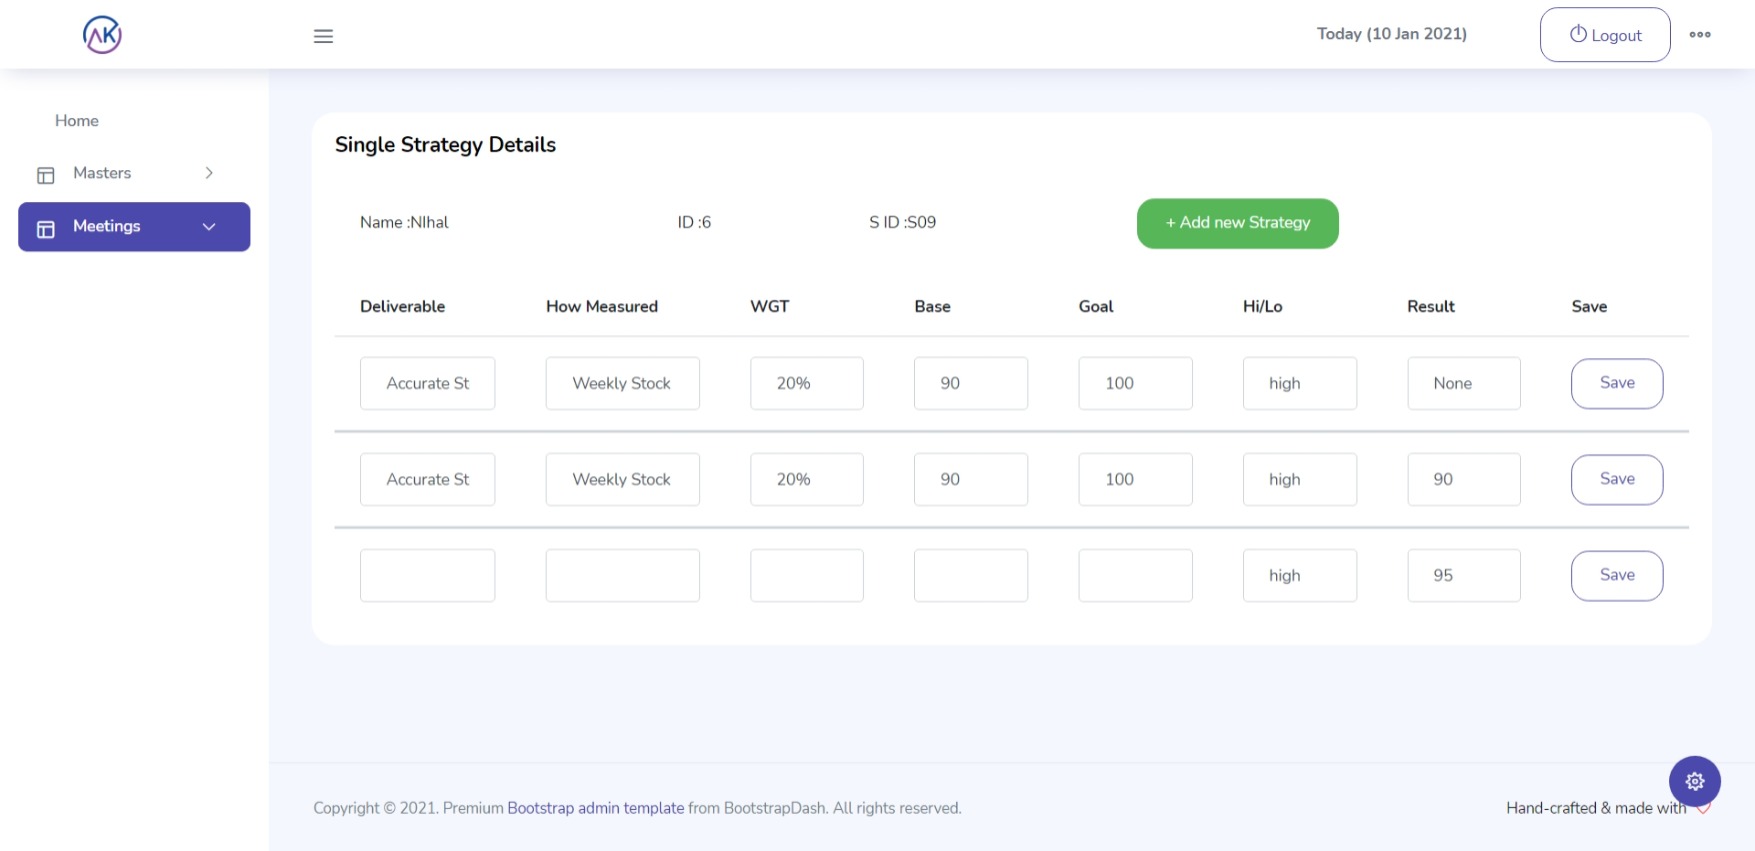 AK
Today (10 Jan 2021)
Logout
Home
Masters
Meetings
Single Strategy Details
Name :NIhal ID :6 S ID :S09 + Add new Strategy
Deliverable How Measured WGT Base Goal Hi/Lo Result Save
Accurate St Weekly Stock 20% 90 100 high None Save
Accurate St Weekly Stock 20% 90 100 high 90 Save
high 95 Save
Copyright © 2021. Premium Bootstrap admin template from BootstrapDash. All rights reserved.
Hand-crafted & made with